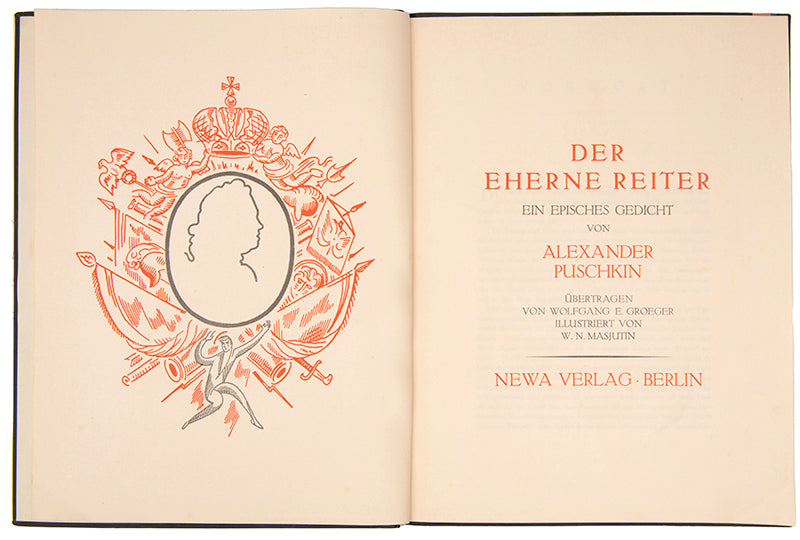 DER
EHERNE REITER
EIN EPISCHES GEDICHT
VON
ALEXANDER
PUSCHKIN
ÜBERTRAGEN
VON WOLFGANG E. GROEGER
ILLUSTRIERT VON
W. N. MASJUTIN
NEWA VERLAG · BERLIN